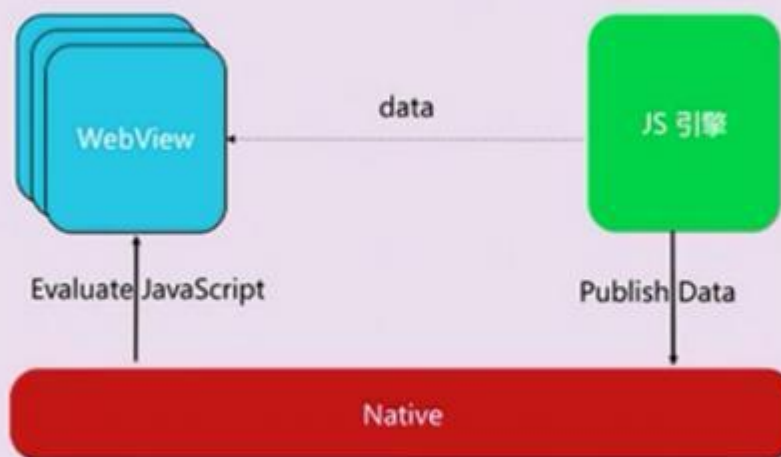 data
WebView
JS 引擎
Evaluate JavaScript
Publish Data
Native